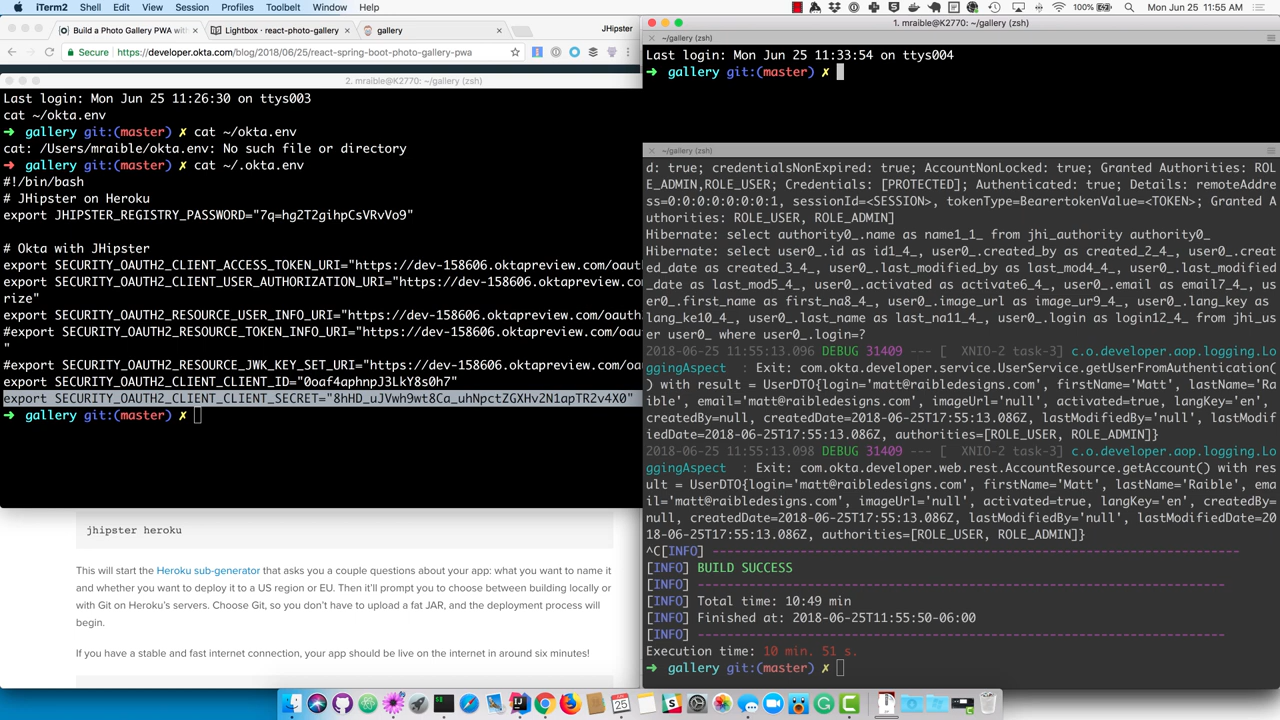 iTerm2 Shell Edit View Session Profiles Toolbelt Window Help
100% Mon Jun 25 11:55 AM
Build a Photo Gallery PWA with Lightbox · react-photo-gallery gallery JHipster
Secure https://developer.okta.com/blog/2018/06/25/react-spring-boot-photo-gallery-pwa
2. mraible@K2770: ~/gallery (zsh)
Last login: Mon Jun 25 11:26:30 on ttys003
cat ~/okta.env
➜ gallery git:(master) ✗ cat ~/okta.env
cat: /Users/mraible/okta.env: No such file or directory
➜ gallery git:(master) ✗ cat ~/.okta.env
#!/bin/bash
# JHipster on Heroku
export JHIPSTER_REGISTRY_PASSWORD="7q=hg2T2gihpCsVRvVo9"
# Okta with JHipster
export SECURITY_OAUTH2_CLIENT_ACCESS_TOKEN_URI="https://dev-158606.oktapreview.com/oaut
export SECURITY_OAUTH2_CLIENT_USER_AUTHORIZATION_URI="https://dev-158606.oktapreview.com/
rize"
export SECURITY_OAUTH2_RESOURCE_USER_INFO_URI="https://dev-158606.oktapreview.com/oauth
#export SECURITY_OAUTH2_RESOURCE_TOKEN_INFO_URI="https://dev-158606.oktapreview.com/oau
"
#export SECURITY_OAUTH2_RESOURCE_JWK_KEY_SET_URI="https://dev-158606.oktapreview.com/oa
export SECURITY_OAUTH2_CLIENT_CLIENT_ID="0oaf4aphnpJ3LkY8s0h7"
export SECURITY_OAUTH2_CLIENT_CLIENT_SECRET="8hHD_uJVwh9wt8Ca_uhNpctZGXHv2N1apTR2v4X0"
➜ gallery git:(master) ✗
jhipster heroku
This will start the Heroku sub-generator that asks you a couple questions about your app: what you want to name it
and whether you want to deploy it to a US region or EU. Then it'll prompt you to choose between building locally or
with Git on Heroku's servers. Choose Git, so you don't have to upload a fat JAR, and the deployment process will
begin.
If you have a stable and fast internet connection, your app should be live on the internet in around six minutes!
1. mraible@K2770: ~/gallery (zsh)
~/gallery (zsh)
Last login: Mon Jun 25 11:33:54 on ttys004
➜ gallery git:(master) ✗
~/gallery (zsh)
d: true; credentialsNonExpired: true; AccountNonLocked: true; Granted Authorities: ROL
E_ADMIN,ROLE_USER; Credentials: [PROTECTED]; Authenticated: true; Details: remoteAddre
ss=0:0:0:0:0:0:0:1, sessionId=<SESSION>, tokenType=BearertokenValue=<TOKEN>; Granted A
uthorities: ROLE_USER, ROLE_ADMIN]
Hibernate: select authority0_.name as name1_1_ from jhi_authority authority0_
Hibernate: select user0_.id as id1_4_, user0_.created_by as created_2_4_, user0_.creat
ed_date as created_3_4_, user0_.last_modified_by as last_mod4_4_, user0_.last_modified
_date as last_mod5_4_, user0_.activated as activate6_4_, user0_.email as email7_4_, us
er0_.first_name as first_na8_4_, user0_.image_url as image_ur9_4_, user0_.lang_key as
lang_ke10_4_, user0_.last_name as last_na11_4_, user0_.login as login12_4_ from jhi_us
er user0_ where user0_.login=?
2018-06-25 11:55:13.096 DEBUG 31409 --- [ XNIO-2 task-3] c.o.developer.aop.logging.Lo
ggingAspect : Exit: com.okta.developer.service.UserService.getUserFromAuthentication(
) with result = UserDTO{login='matt@raibledesigns.com', firstName='Matt', lastName='Ra
ible', email='matt@raibledesigns.com', imageUrl='null', activated=true, langKey='en',
createdBy=null, createdDate=2018-06-25T17:55:13.086Z, lastModifiedBy='null', lastModif
iedDate=2018-06-25T17:55:13.086Z, authorities=[ROLE_USER, ROLE_ADMIN]}
2018-06-25 11:55:13.098 DEBUG 31409 --- [ XNIO-2 task-3] c.o.developer.aop.logging.Lo
ggingAspect : Exit: com.okta.developer.web.rest.AccountResource.getAccount() with res
ult = UserDTO{login='matt@raibledesigns.com', firstName='Matt', lastName='Raible', ema
il='matt@raibledesigns.com', imageUrl='null', activated=true, langKey='en', createdBy=
null, createdDate=2018-06-25T17:55:13.086Z, lastModifiedBy='null', lastModifiedDate=20
18-06-25T17:55:13.086Z, authorities=[ROLE_USER, ROLE_ADMIN]}
^C[INFO] ------------------------------------------------------------------------
[INFO] BUILD SUCCESS
[INFO] ------------------------------------------------------------------------
[INFO] Total time: 10:49 min
[INFO] Finished at: 2018-06-25T11:55:50-06:00
[INFO] ------------------------------------------------------------------------
Execution time: 10 min. 51 s.
➜ gallery git:(master) ✗